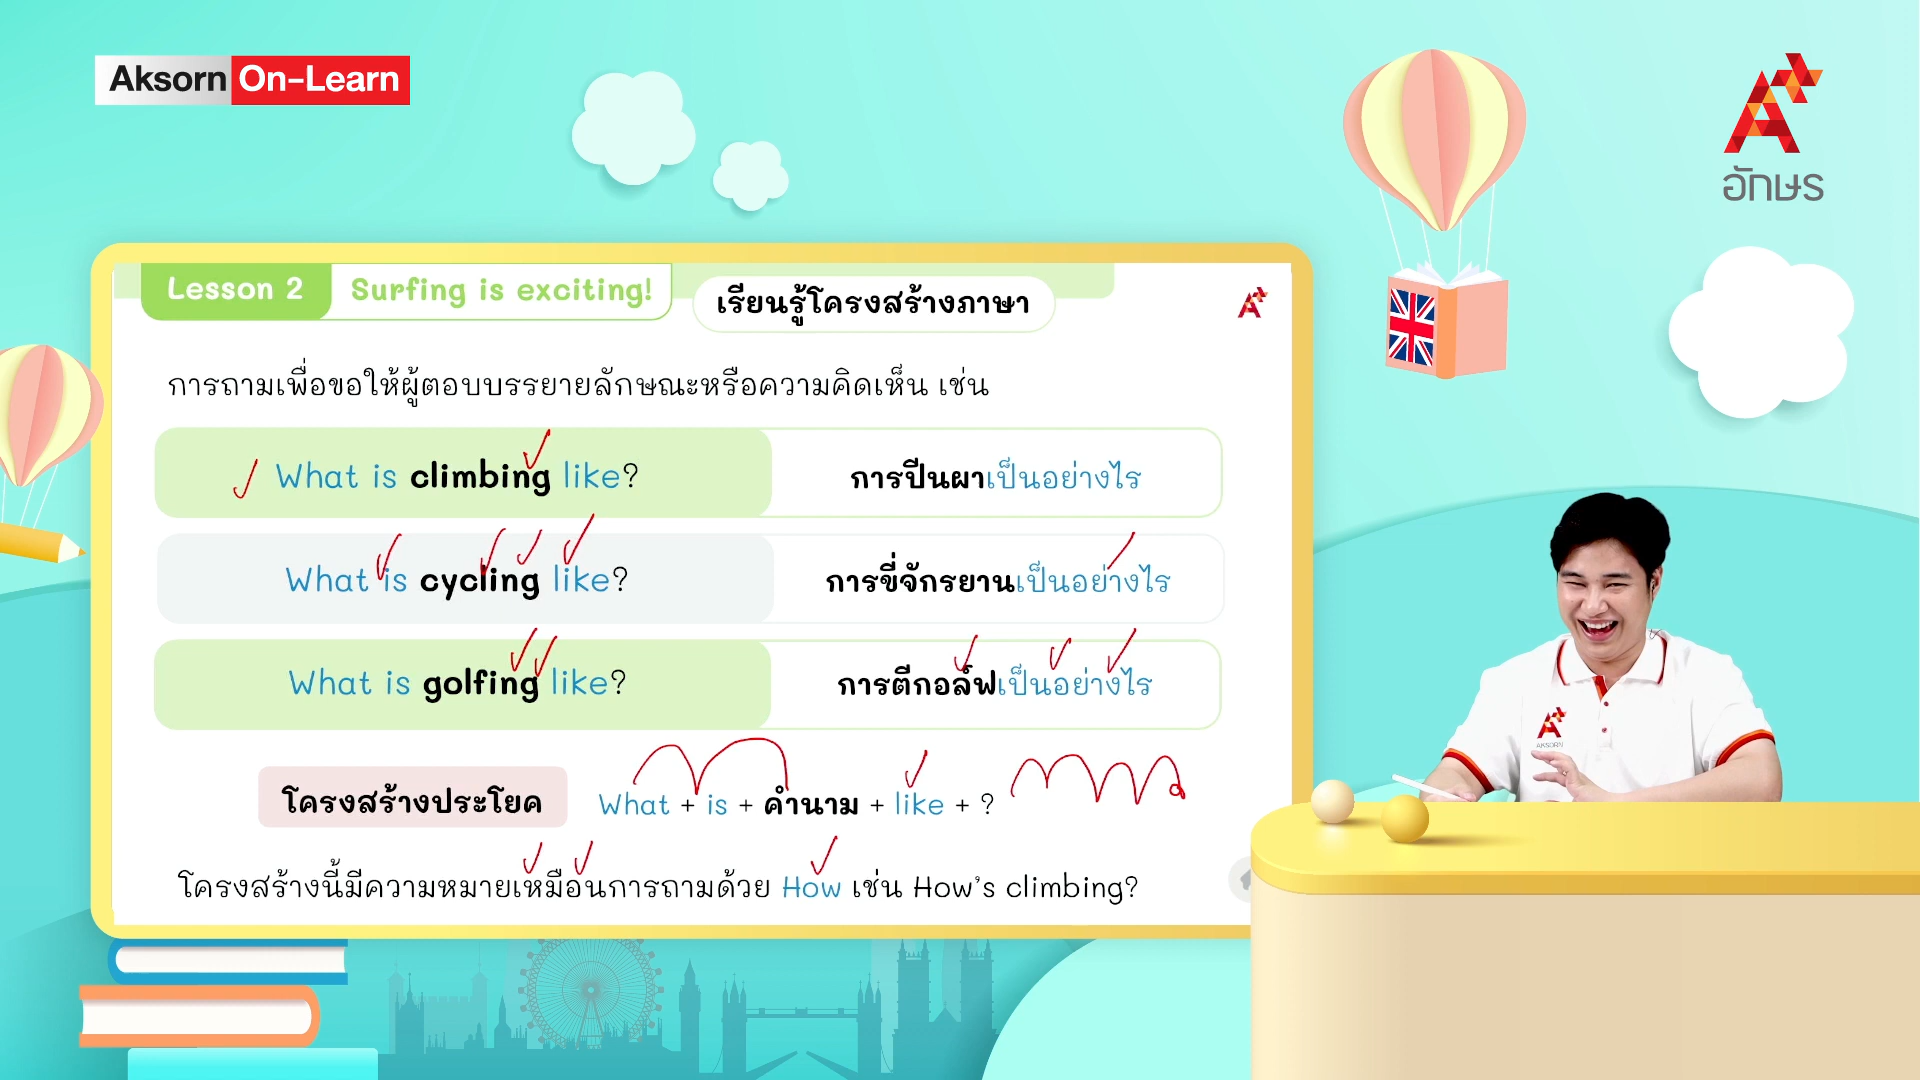 Aksorn On-Learn
อักษร
Lesson 2 Surfing is exciting! เรียนรู้โครงสร้างภาษา
การถามเพื่อขอให้ผู้ตอบบรรยายลักษณะหรือความคิดเห็น เช่น
What is climbing like? การปีนผาเป็นอย่างไร
What is cycling like? การขี่จักรยานเป็นอย่างไร
What is golfing like? การตีกอล์ฟเป็นอย่างไร
โครงสร้างประโยค What + is + คำนาม + like + ?
โครงสร้างนี้มีความหมายเหมือนการถามด้วย How เช่น How's climbing?
AKSORN